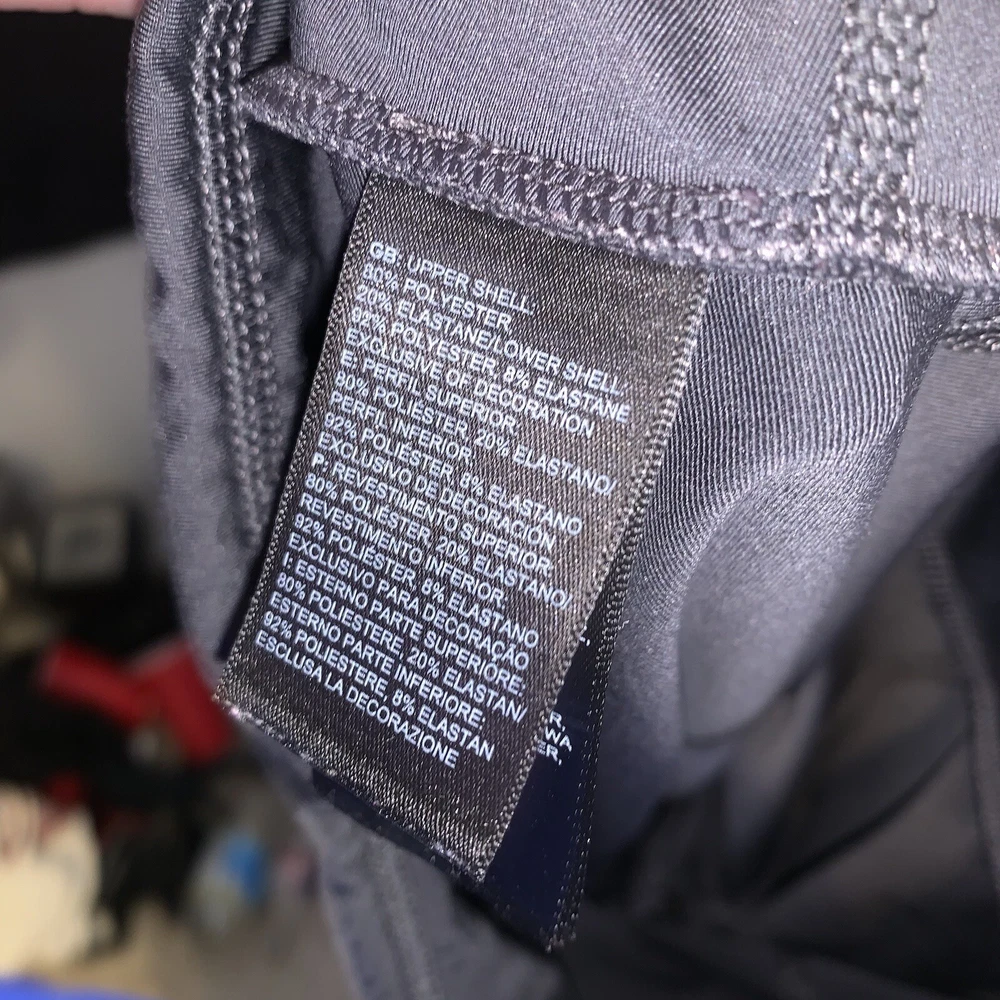 GB: UPPER SHELL.
80% POLYESTER,
20% ELASTANE/LOWER SHELL.
92% POLYESTER, 8% ELASTANE
EXCLUSIVE OF DECORATION
E. PERFIL SUPERIOR.
80% POLIÉSTER, 20% ELASTANO/
PERFIL INFERIOR.
92% POLIÉSTER, 8% ELASTANO
EXCLUSIVO DE DECORACIÓN
P: REVESTIMENTO SUPERIOR.
80% POLIÉSTER, 20% ELASTANO/
REVESTIMENTO INFERIOR.
92% POLIÉSTER, 8% ELASTANO
EXCLUSIVO PARA DECORAÇÃO
I: ESTERNO PARTE SUPERIORE.
80% POLIESTERE, 20% ELASTAN/
ESTERNO PARTE INFERIORE.
92% POLIESTERE, 8% ELASTAN
ESCLUSA LA DECORAZIONE
R.
WA
ER.